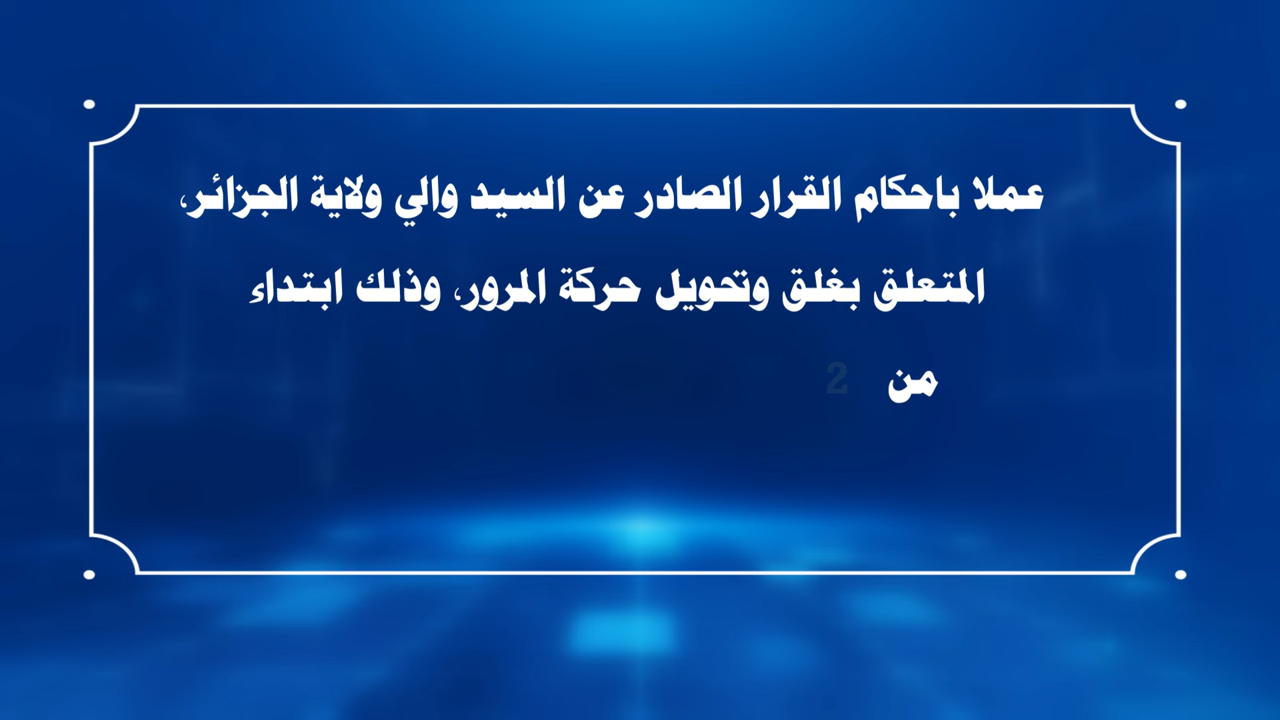 عملا باحكام القرار الصادر عن السيد والي ولاية الجزائر،
المتعلق بغلق وتحويل حركة المرور، وذلك ابتداء
من 2